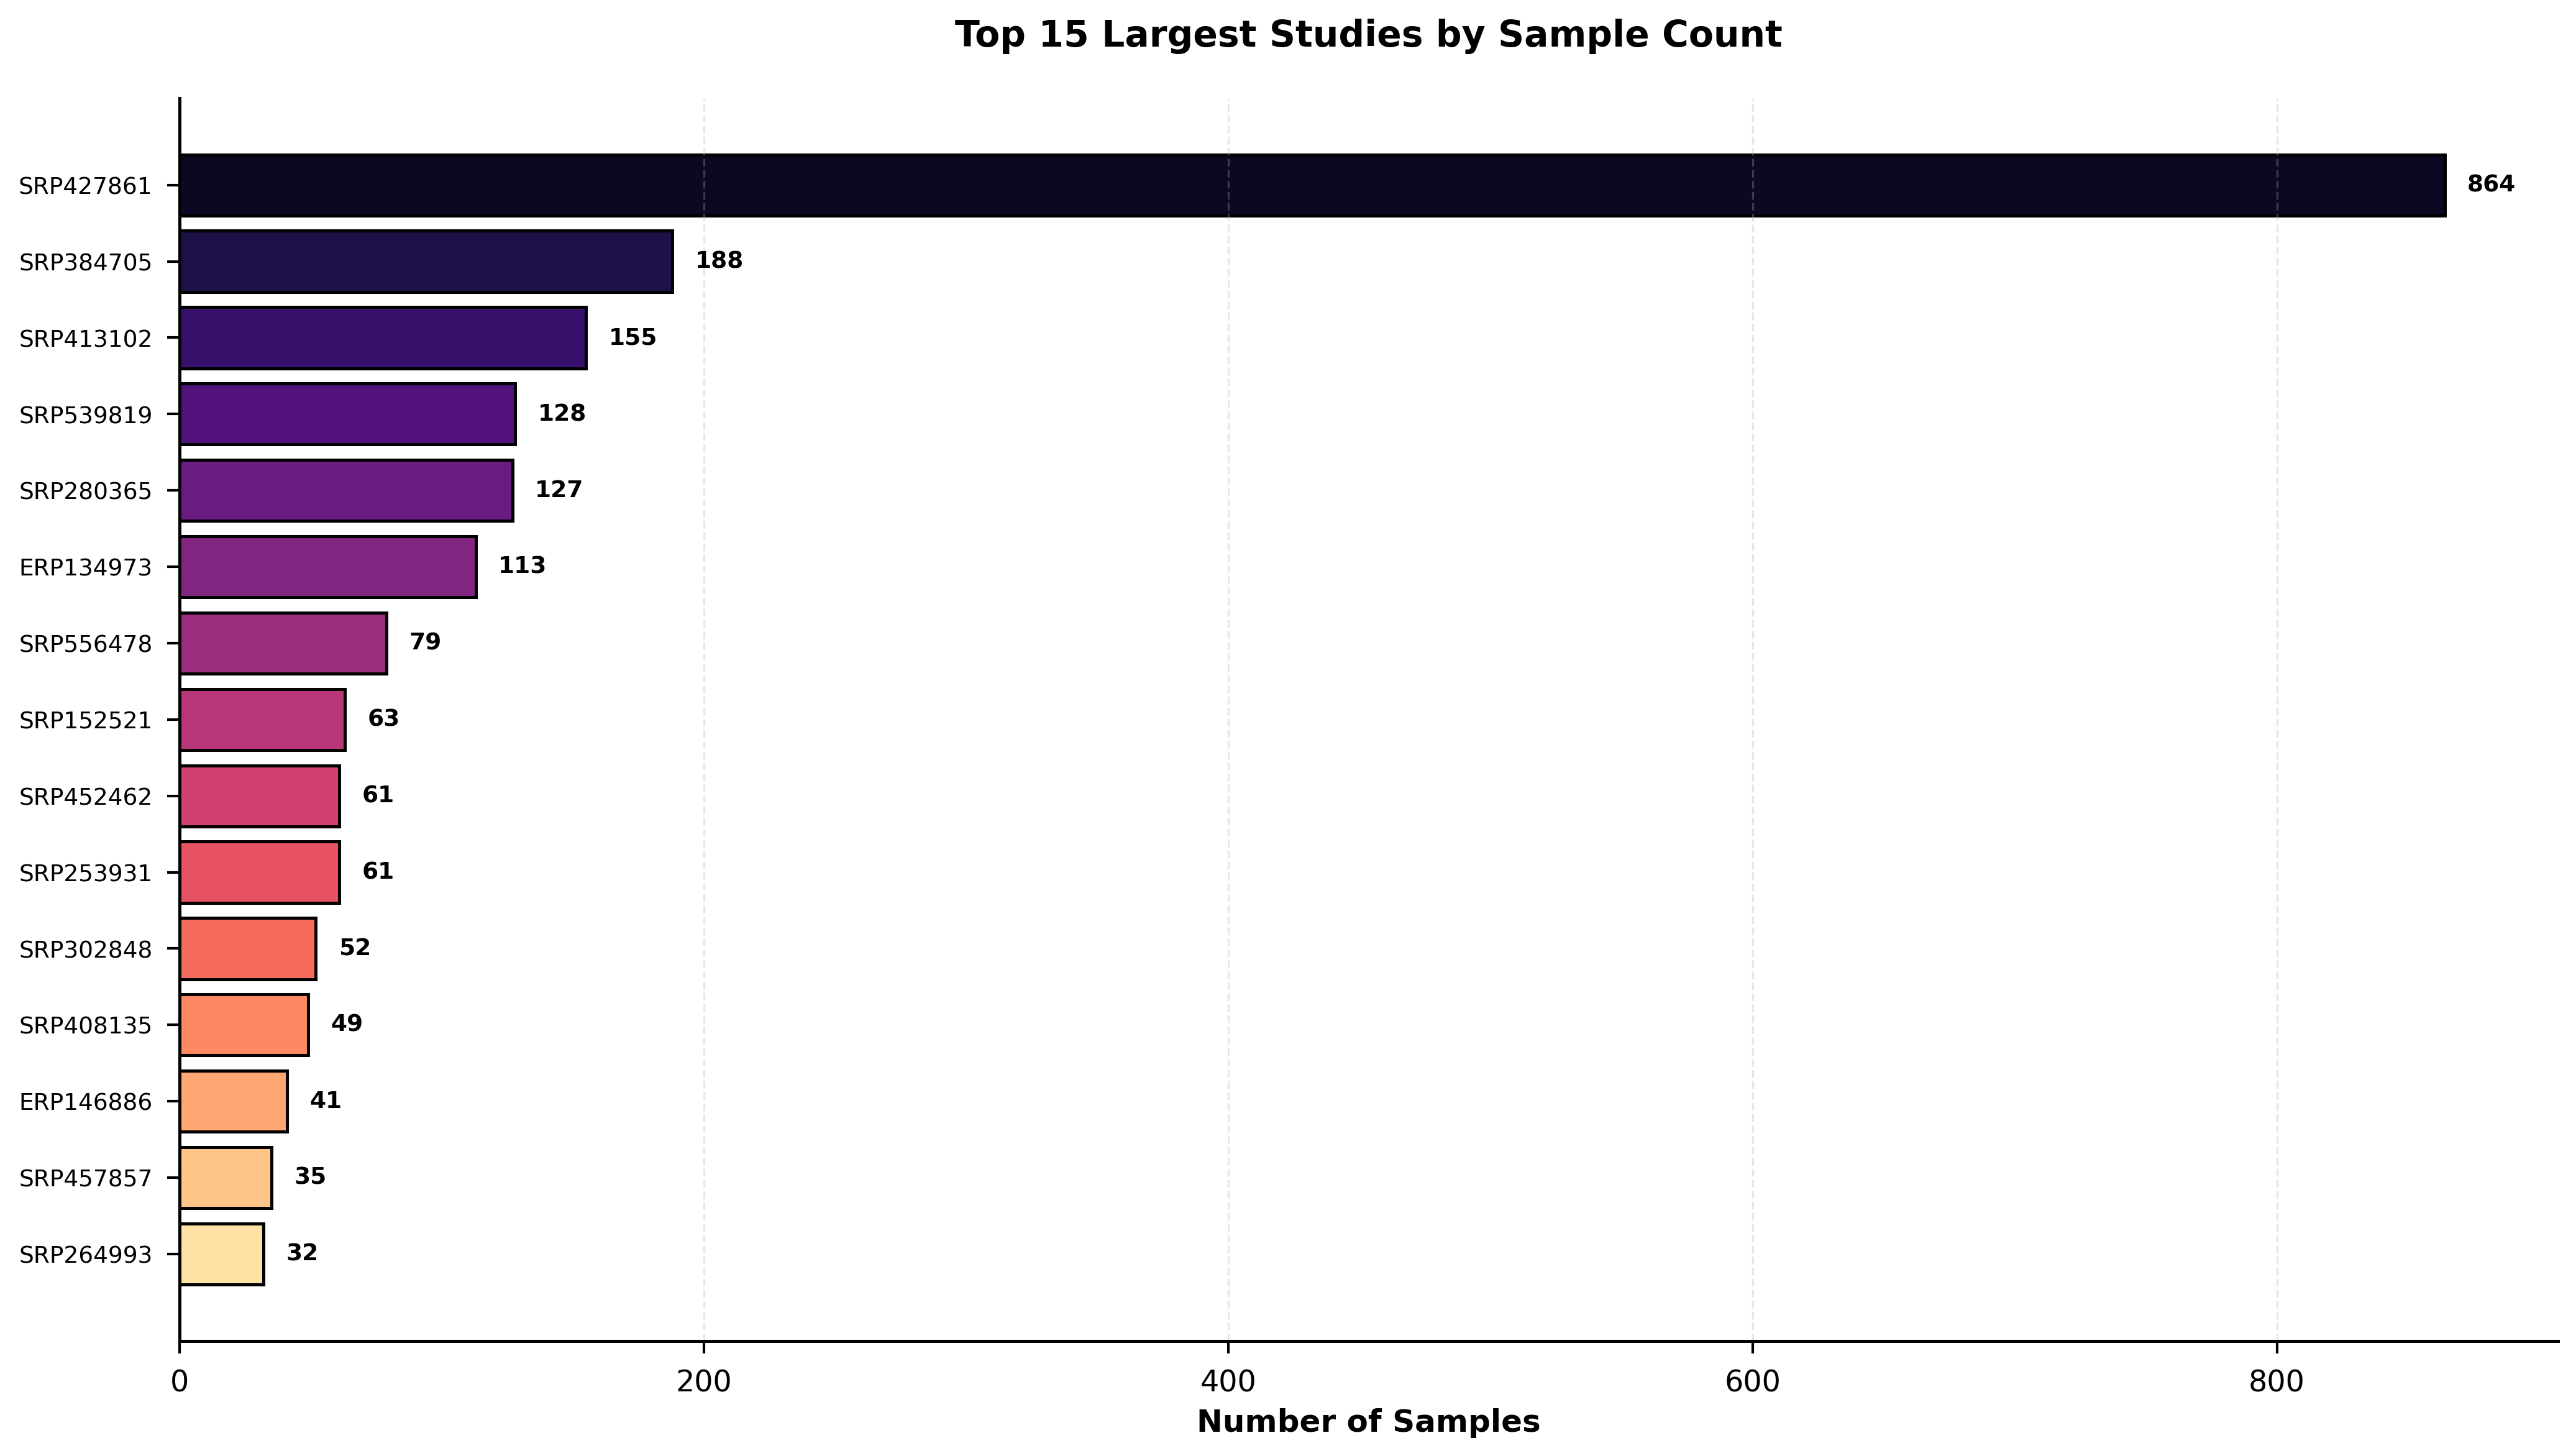 Top 15 Largest Studies by Sample Count
SRP427861 864
SRP384705 188
SRP413102 155
SRP539819 128
SRP280365 127
ERP134973 113
SRP556478 79
SRP152521 63
SRP452462 61
SRP253931 61
SRP302848 52
SRP408135 49
ERP146886 41
SRP457857 35
SRP264993 32
0 200 400 600 800
Number of Samples